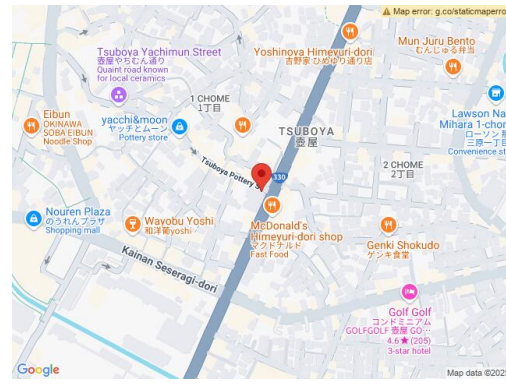 Map error: g.co/staticmaperro
Tsuboya Yachimun Street
壺屋やちむん通り
Quaint road known
for local ceramics
Yoshinoya Himeyuri-dori
吉野家 ひめゆり通り店
Mun Juru Bento
むんじゅる弁当
1 CHOME
1丁目
Eibun
OKINAWA
SOBA EIBUN
Noodle Shop
yacchi&moon
ヤッチとムーン
Pottery store
TSUBOYA
壺屋
Lawson Na
Mihara 1-chor
ローソン 那
三原一丁目
Convenience st
2 CHOME
2丁目
Tsuboya Pottery S
330
Nouren Plaza
のうれんプラザ
Shopping mall
Wayobu Yoshi
和洋葡yoshi
McDonald's
Himeyuri-dori shop
マクドナルド
Fast Food
Genki Shokudo
ゲンキ食堂
Kainan Seseragi-dori
Golf Golf
コンドミニアム
GOLFGOLF 壺屋 GO…
4.6★(205)
3-star hotel
Google
Map data ©2025